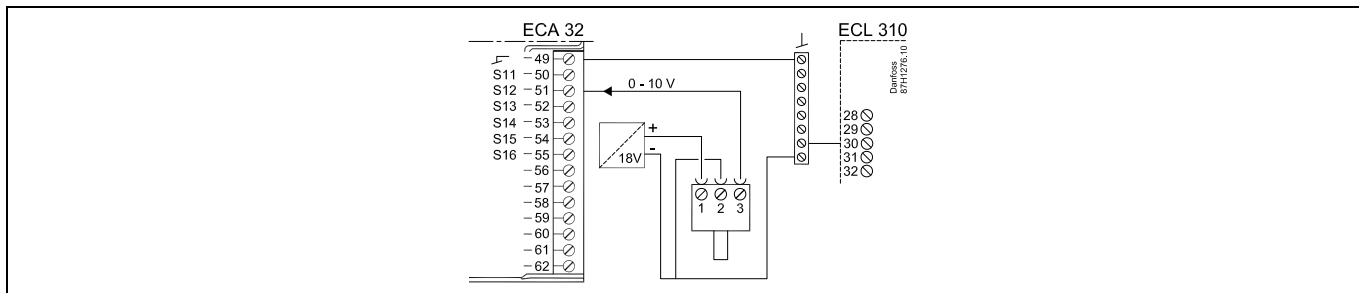 ECA 32
ECL 310
49
S11 - 50
S12 - 51
S13 - 52
S14 - 53
S15 - 54
S16 - 55
56
57
58
59
60
61
62
0 - 10 V
+
-
18V
1 2 3
28
29
30
31
32
Danfoss
87H1276.10